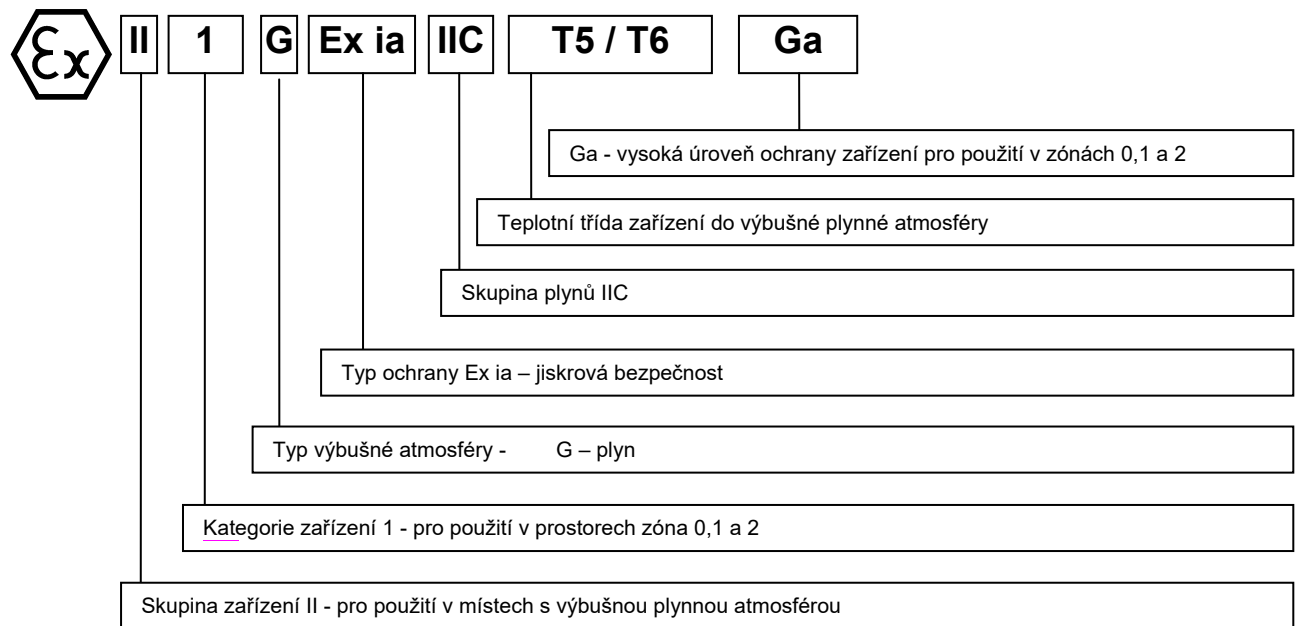 Ex II 1 G Ex ia IIC T5 / T6 Ga
Ga - vysoká úroveň ochrany zařízení pro použití v zónách 0,1 a 2
Teplotní třída zařízení do výbušné plynné atmosféry
Skupina plynů IIC
Typ ochrany Ex ia – jiskrová bezpečnost
Typ výbušné atmosféry - G – plyn
Kategorie zařízení 1 - pro použití v prostorech zóna 0,1 a 2
Skupina zařízení II - pro použití v místech s výbušnou plynnou atmosférou